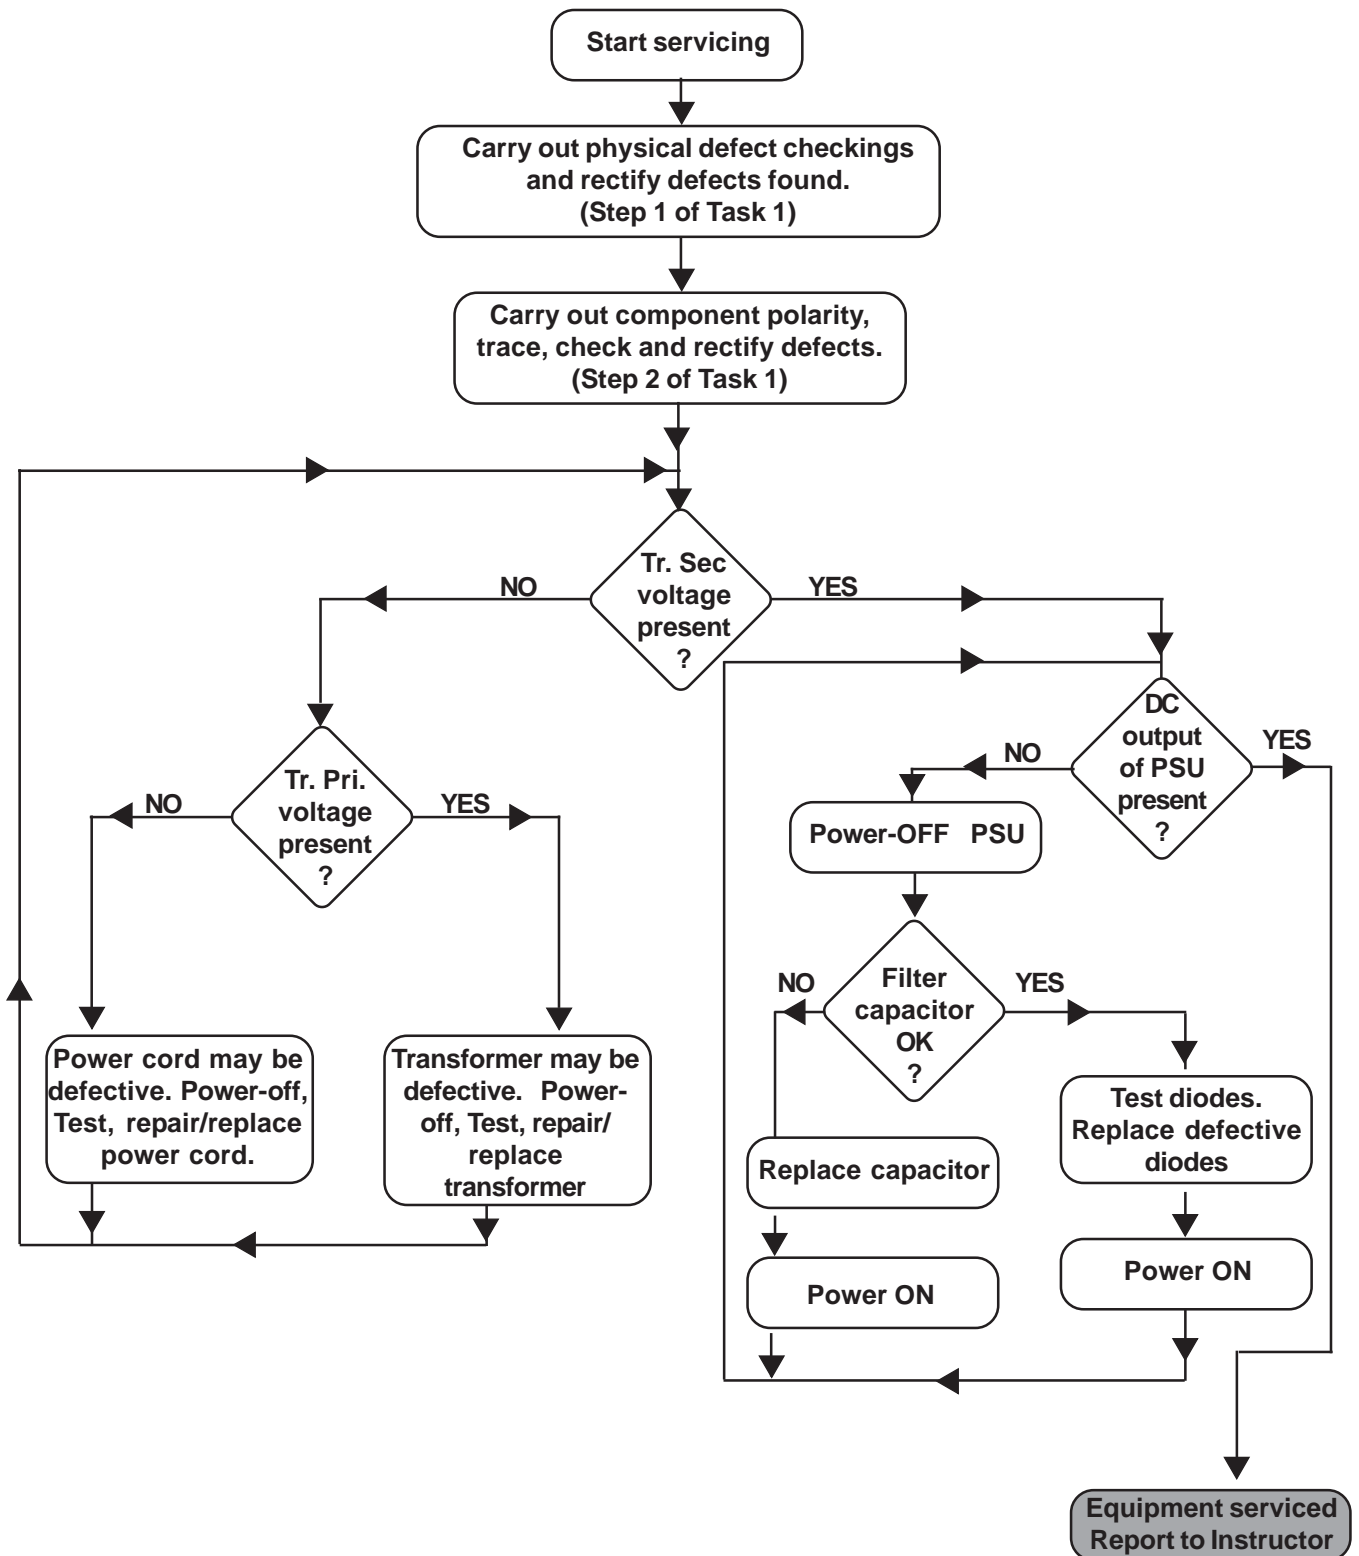 Start servicing
Carry out physical defect checkings
and rectify defects found.
(Step 1 of Task 1)
Carry out component polarity,
trace, check and rectify defects.
(Step 2 of Task 1)
Tr. Sec
voltage
present
?
NO
YES
Tr. Pri.
voltage
present
?
NO
YES
DC
output
of PSU
present
?
NO
YES
Power-OFF PSU
Filter
capacitor
OK
?
NO
YES
Power cord may be
defective. Power-off,
Test, repair/replace
power cord.
Transformer may be
defective. Power-
off, Test, repair/
replace
transformer
Replace capacitor
Power ON
Test diodes.
Replace defective
diodes
Power ON
Equipment serviced
Report to Instructor